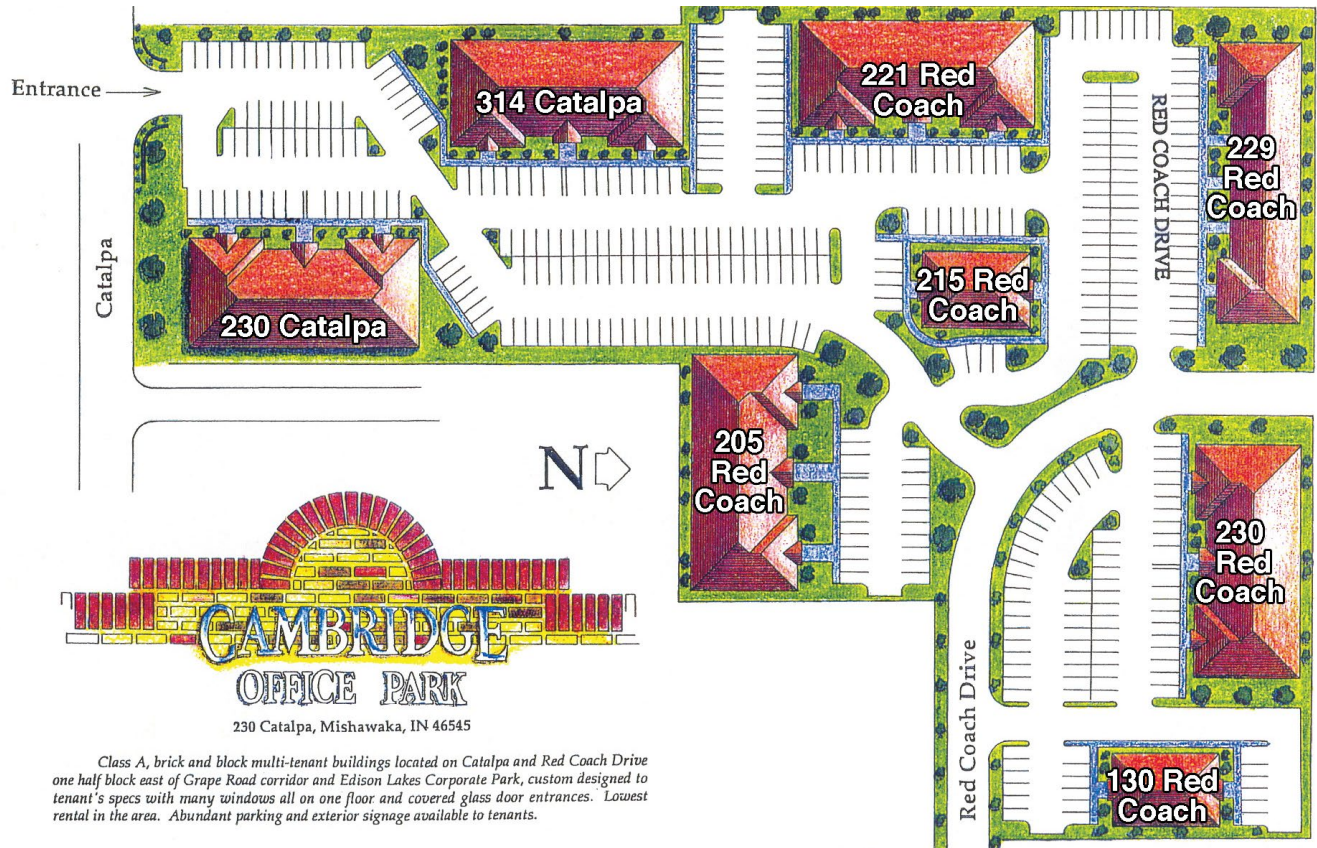 Entrance
314 Catalpa
221 Red
Coach
RED COACH DRIVE
229
Red
Coach
Catalpa
230 Catalpa
215 Red
Coach
205
Red
Coach
N
230
Red
Coach
CAMBRIDGE
OFFICE PARK
230 Catalpa, Mishawaka, IN 46545
Red Coach Drive
130 Red
Coach
Class A, brick and block multi-tenant buildings located on Catalpa and Red Coach Drive
one half block east of Grape Road corridor and Edison Lakes Corporate Park, custom designed to
tenant's specs with many windows all on one floor and covered glass door entrances. Lowest
rental in the area. Abundant parking and exterior signage available to tenants.